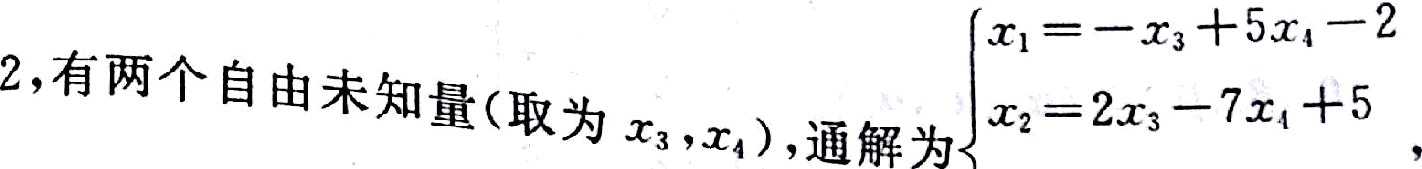 2,有两个自由未知量(取为 x₃,x₄),通解为{x₁=-x₃+5x₄-2
x₂=2x₃-7x₄+5,